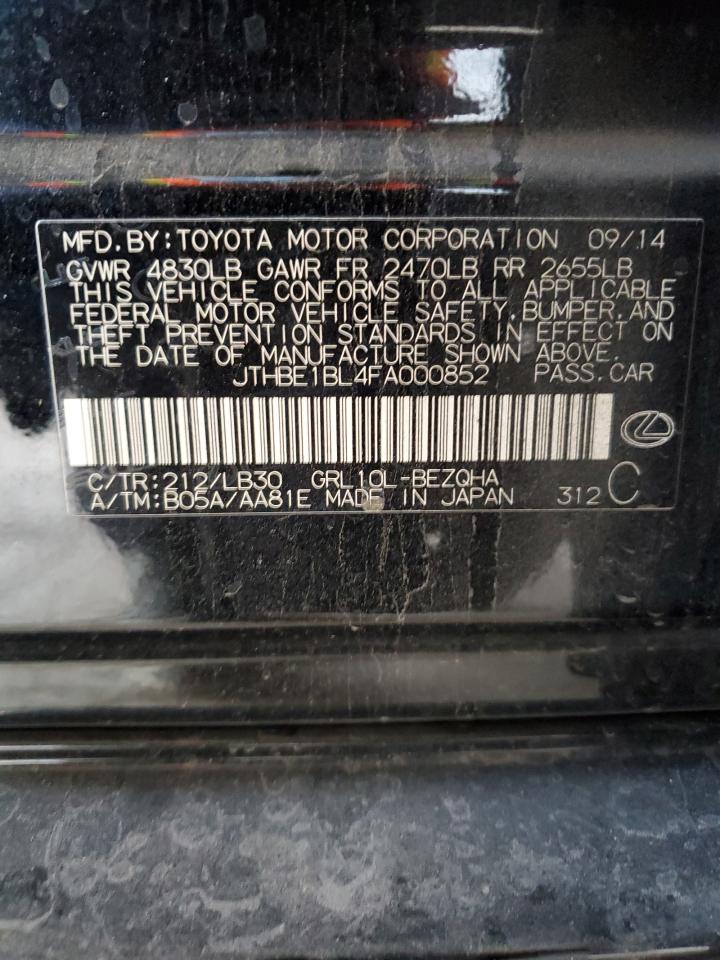 MFD.BY:TOYOTA MOTOR CORPORATION 09/14
GVWR 4830LB GAWR FR 2470LB RR 2655LB
THIS VEHICLE CONFORMS TO ALL APPLICABLE
FEDERAL MOTOR VEHICLE SAFETY,BUMPER,AND
THEFT PREVENTION STANDARDS IN EFFECT ON
THE DATE OF MANUFACTURE SHOWN ABOVE.
JTHBE1BL4FA000852 PASS.CAR
C/TR:212/LB30 GRL10L-BEZQHA
A/TM:B05A/AA81E MADE IN JAPAN 312 C